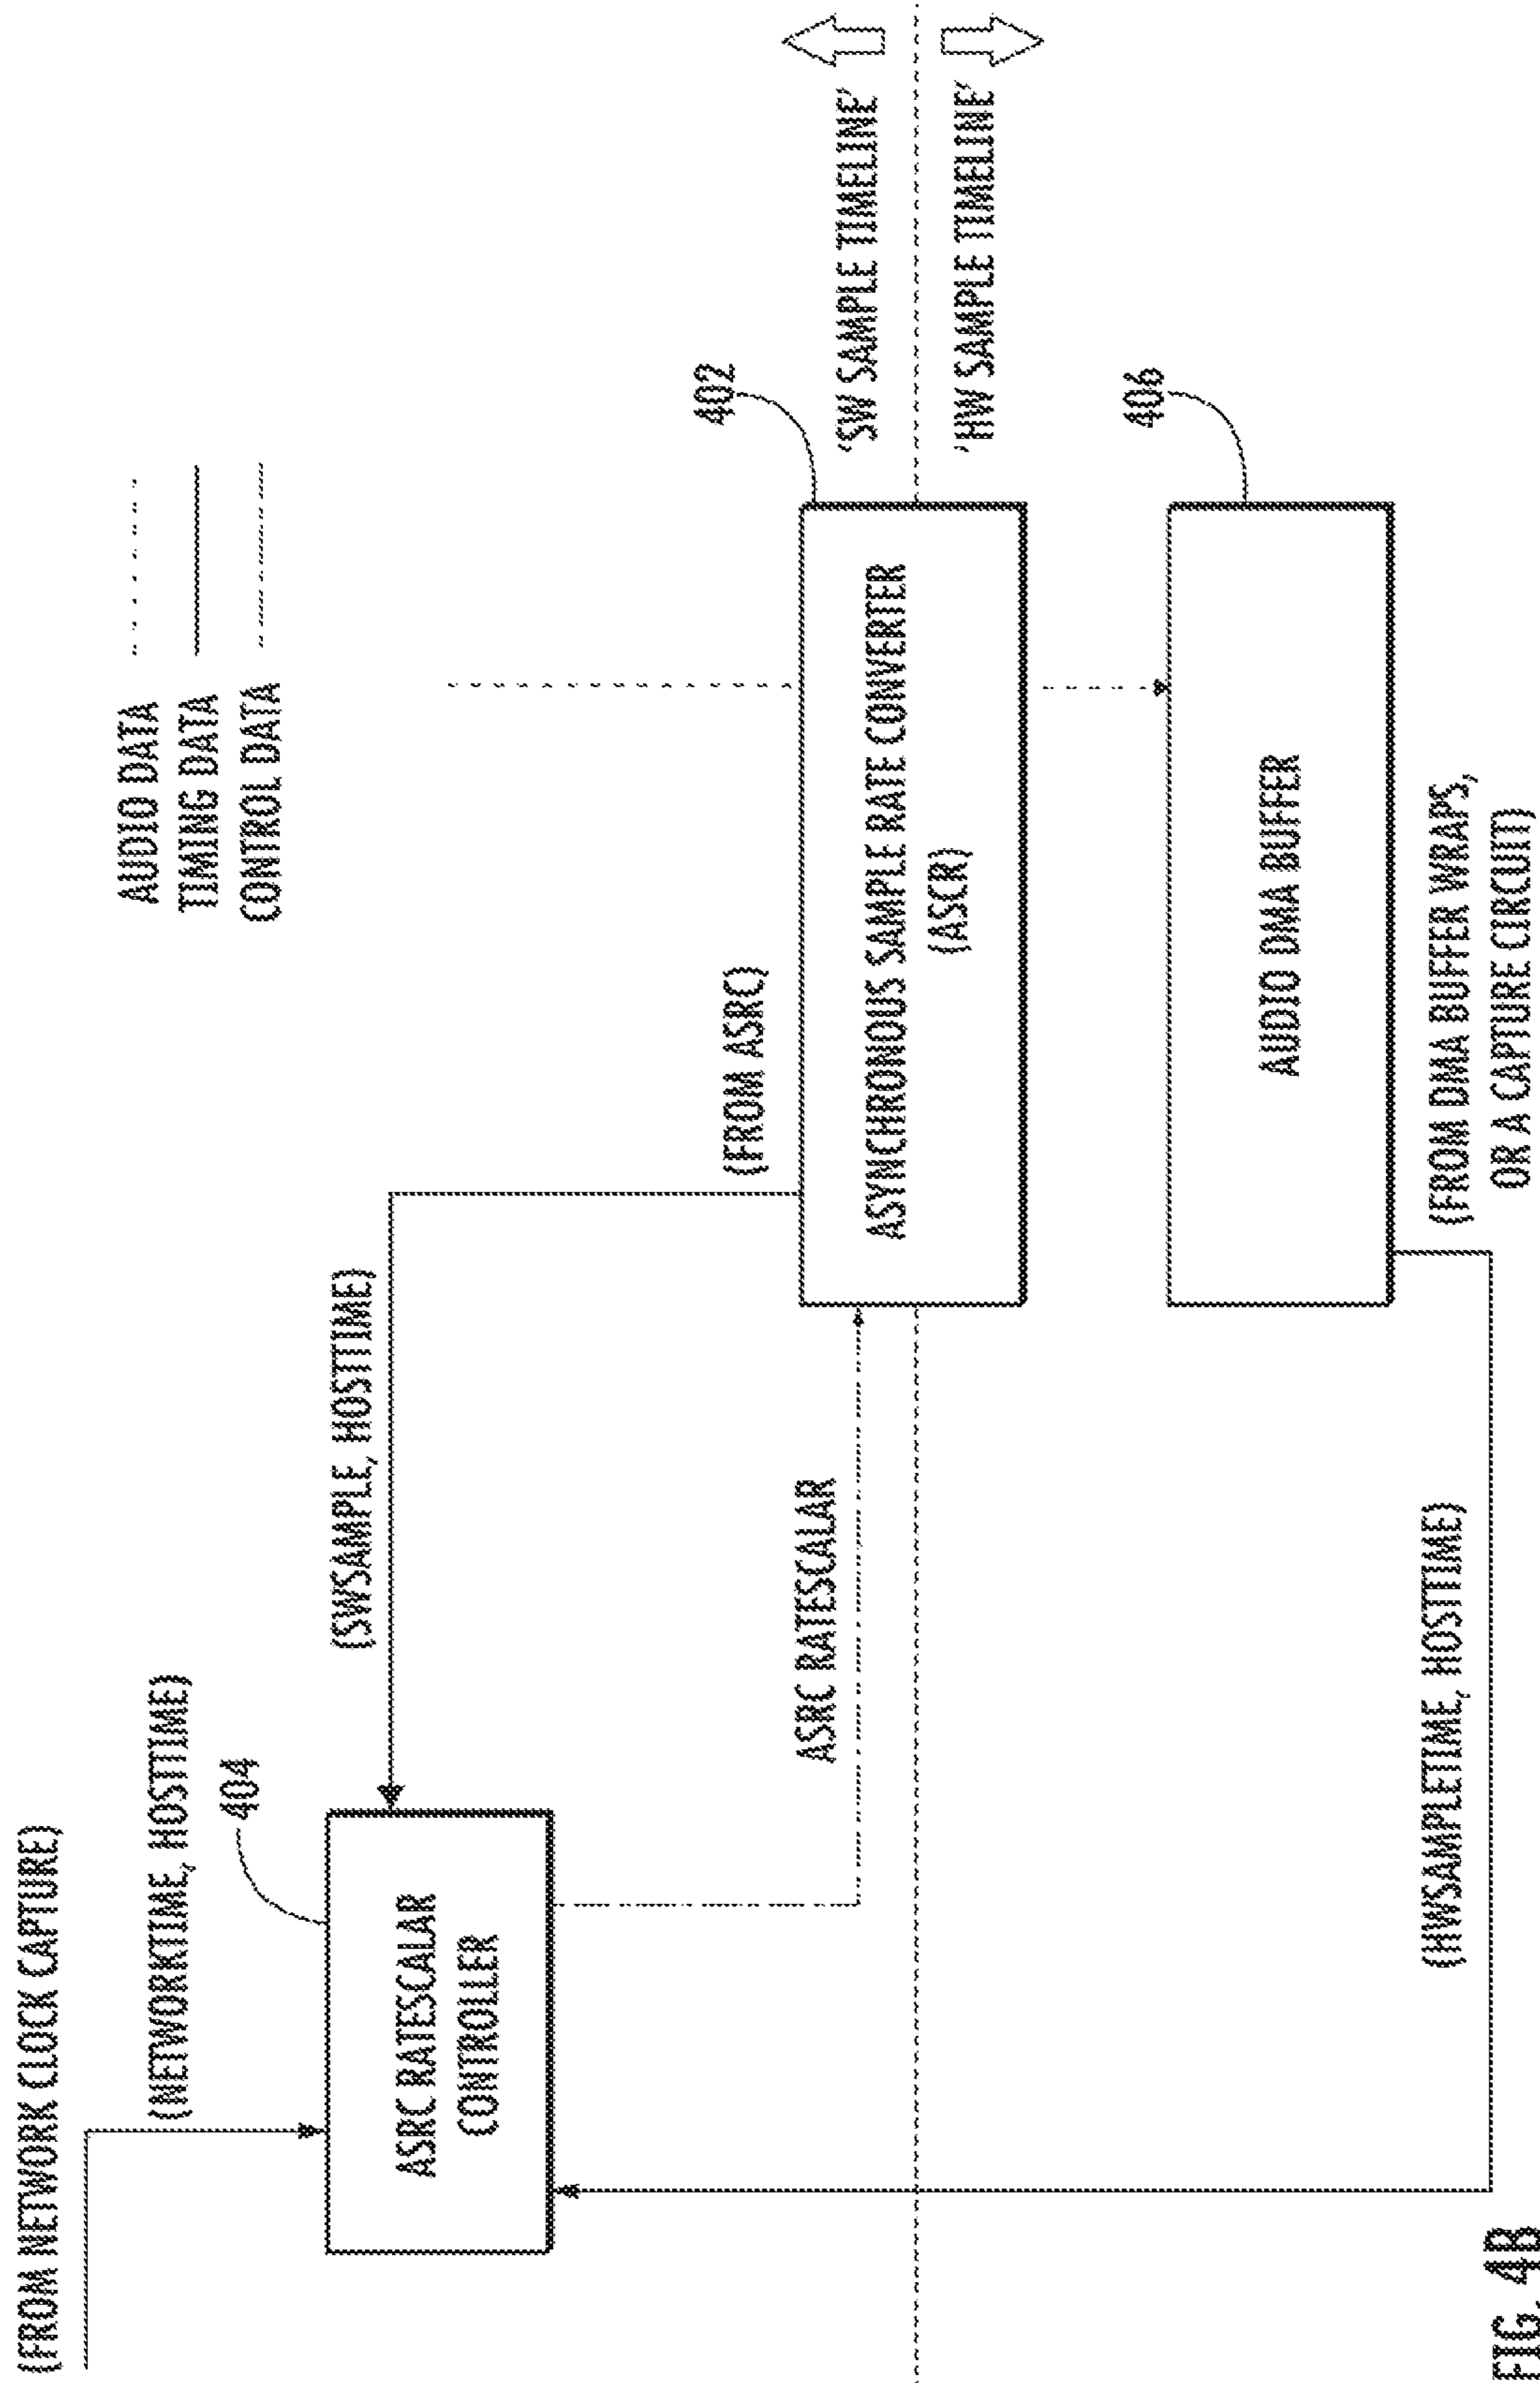 (FROM NETWORK CLOCK CAPTURE)
(NETWORKTIME, HOSTTIME)
404
ASRC RATESCALAR
CONTROLLER
(SWSAMPLE, HOSTTIME)
AUDIO DATA
TIMING DATA
CONTROL DATA
(FROM ASRC)
402
ASRC RATESCALAR
ASYNCHRONOUS SAMPLE RATE CONVERTER
(ASCR)
'SW SAMPLE TIMELINE'
'HW SAMPLE TIMELINE'
406
AUDIO DMA BUFFER
(HWSAMPLETIME, HOSTTIME)
(FROM DMA BUFFER WRAPS,
OR A CAPTURE CIRCUIT)
FIG. 4B